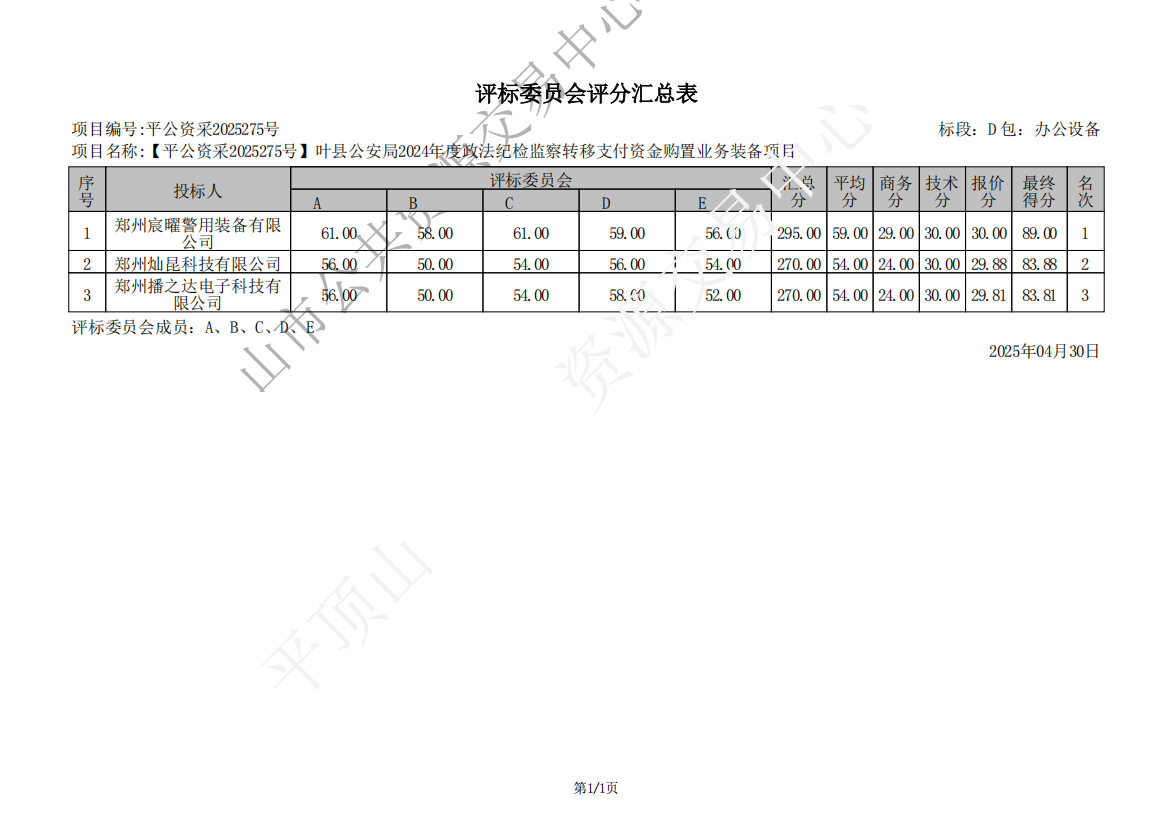 评标委员会评分汇总表
项目编号:平公资采2025275号 标段：D包：办公设备
项目名称:【平公资采2025275号】叶县公安局2024年度政法纪检监察转移支付资金购置业务装备项目
序号 投标人 评标委员会 汇总分 平均分 商务分 技术分 报价分 最终得分 名次
A B C D E
1 郑州宸曜警用装备有限公司 61.00 58.00 61.00 59.00 56.00 295.00 59.00 29.00 30.00 30.00 89.00 1
2 郑州灿昆科技有限公司 56.00 50.00 54.00 56.00 54.00 270.00 54.00 24.00 30.00 29.88 83.88 2
3 郑州播之达电子科技有限公司 56.00 50.00 54.00 58.00 52.00 270.00 54.00 24.00 30.00 29.81 83.81 3
评标委员会成员：A、B、C、D、E
2025年04月30日
山市公共资源交易中心
平顶山
资源交易中心
第1/1页